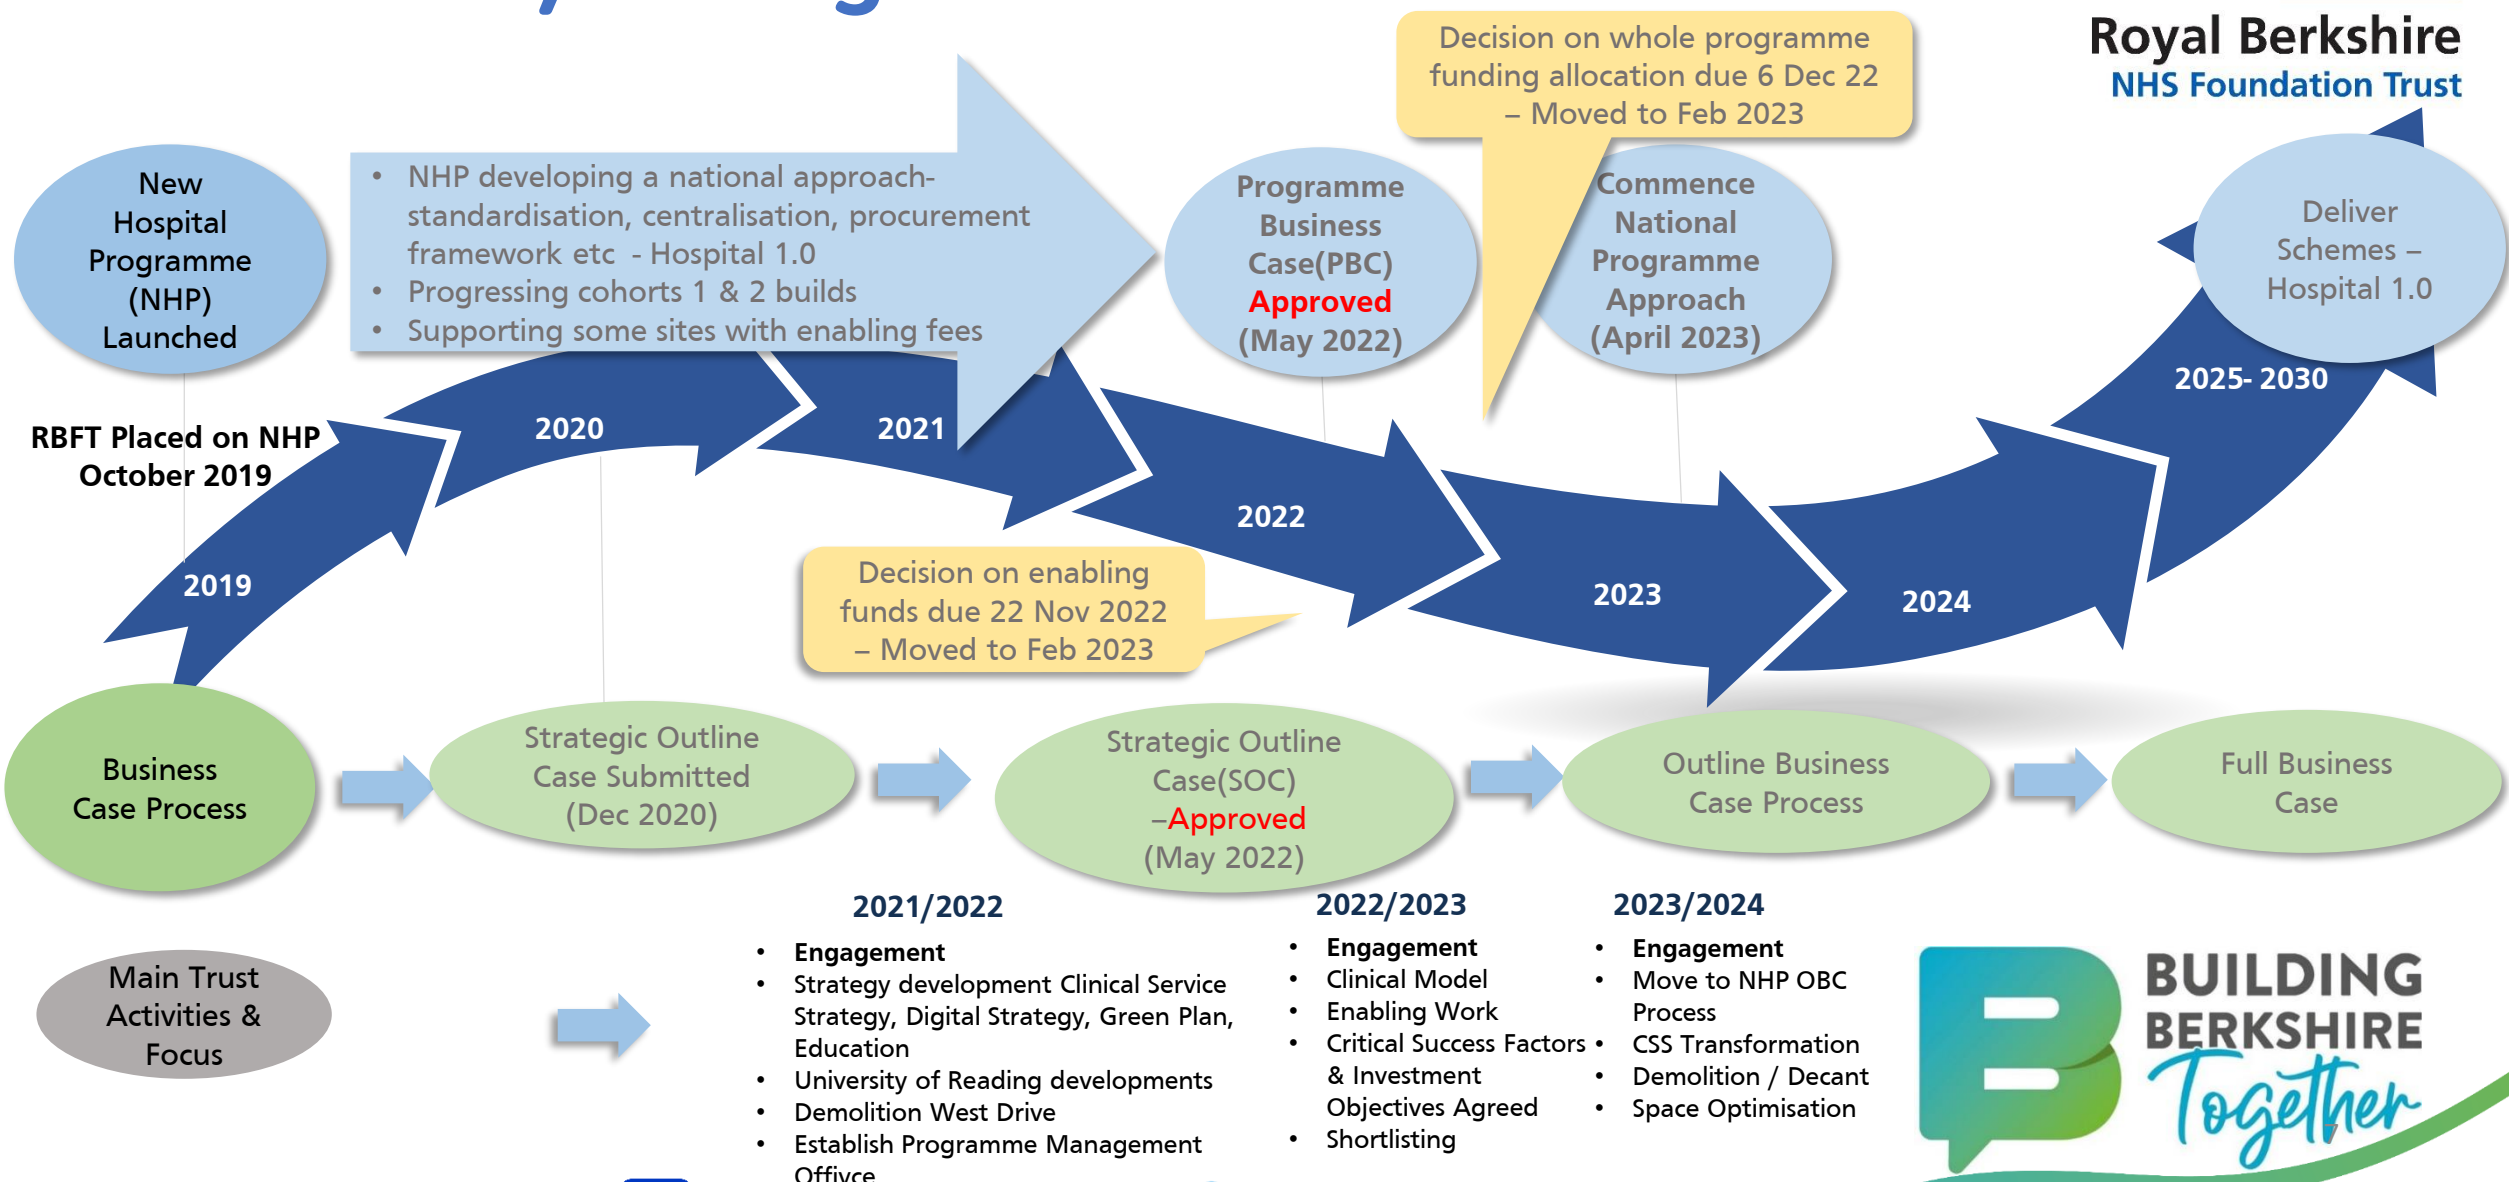 Royal Berkshire
NHS Foundation Trust
Decision on whole programme
funding allocation due 6 Dec 22
– Moved to Feb 2023
New
Hospital
Programme
(NHP)
Launched
• NHP developing a national approach-
standardisation, centralisation, procurement
framework etc - Hospital 1.0
• Progressing cohorts 1 & 2 builds
• Supporting some sites with enabling fees
Programme
Business
Case(PBC)
Approved
(May 2022)
Commence
National
Programme
Approach
(April 2023)
Deliver
Schemes –
Hospital 1.0
RBFT Placed on NHP
October 2019
2019
2020
2021
2022
2023
2024
2025- 2030
Decision on enabling
funds due 22 Nov 2022
– Moved to Feb 2023
Business
Case Process
Strategic Outline
Case Submitted
(Dec 2020)
Strategic Outline
Case(SOC)
–Approved
(May 2022)
Outline Business
Case Process
Full Business
Case
Main Trust
Activities &
Focus
2021/2022
• Engagement
• Strategy development Clinical Service
Strategy, Digital Strategy, Green Plan,
Education
• University of Reading developments
• Demolition West Drive
• Establish Programme Management
Offiyce
2022/2023
• Engagement
• Clinical Model
• Enabling Work
• Critical Success Factors
& Investment
Objectives Agreed
• Shortlisting
2023/2024
• Engagement
• Move to NHP OBC
Process
• CSS Transformation
• Demolition / Decant
• Space Optimisation
BUILDING
BERKSHIRE
Together
7